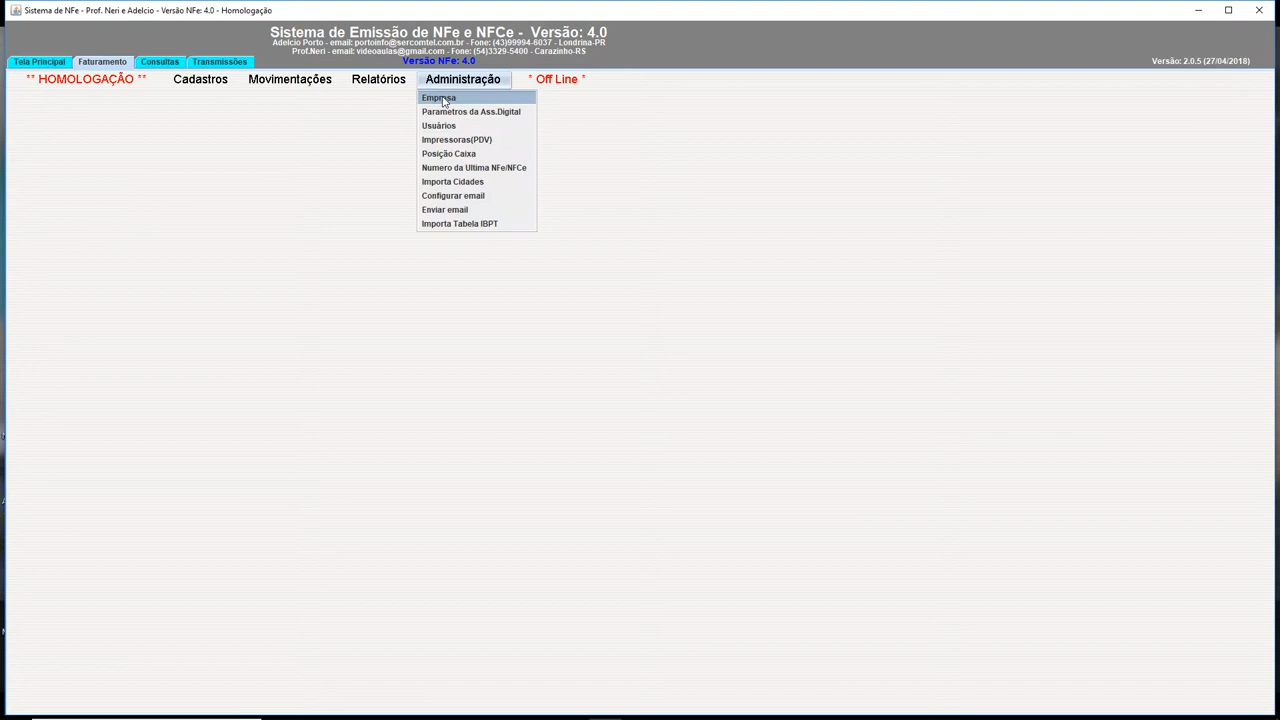 Sistema de NFe - Prof. Neri e Adelcio - Versão NFe: 4.0 - Homologação
Sistema de Emissão de NFe e NFCe - Versão: 4.0
Adelcio Porto - email: portoinfo@sercomtel.com.br - Fone: (43)99994-6037 - Londrina-PR
Prof.Neri - email: videoaulas@gmail.com - Fone: (54)3329-5400 - Carazinho-RS
Tela Principal Faturamento Consultas Transmissões Versão NFe: 4.0 Versão: 2.0.5 (27/04/2018)
** HOMOLOGAÇÃO ** Cadastros Movimentações Relatórios Administração * Off Line *
Empresa
Parametros da Ass.Digital
Usuários
Impressoras(PDV)
Posição Caixa
Numero da Ultima NFe/NFCe
Importa Cidades
Configurar email
Enviar email
Importa Tabela IBPT